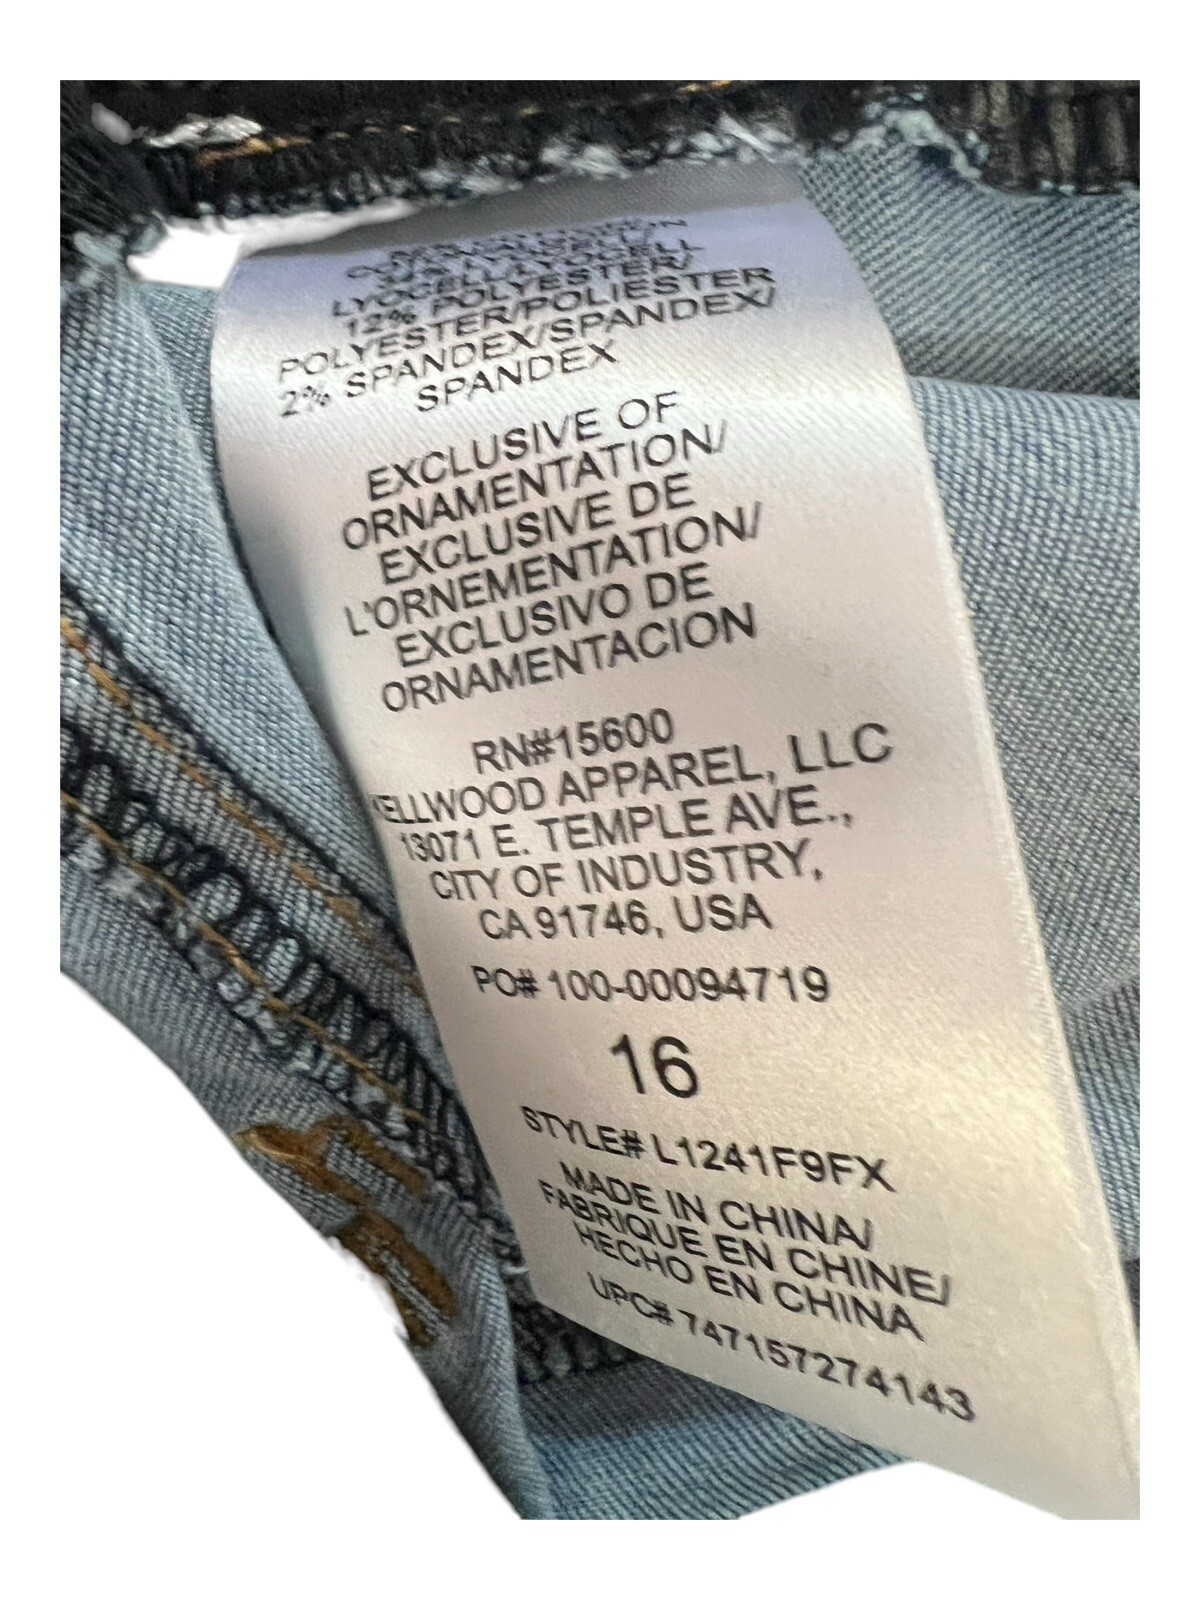 LYOCELL/LYOCELL
LYOCELL/
12% POLYESTER/
POLYESTER/POLIESTER
2% SPANDEX/SPANDEX/
SPANDEX
EXCLUSIVE OF
ORNAMENTATION/
EXCLUSIVE DE
L'ORNEMENTATION/
EXCLUSIVO DE
ORNAMENTACION
RN#15600
KELLWOOD APPAREL, LLC
13071 E. TEMPLE AVE.,
CITY OF INDUSTRY,
CA 91746, USA
PO# 100-00094719
16
STYLE# L1241F9FX
MADE IN CHINA/
FABRIQUE EN CHINE/
HECHO EN CHINA
UPC# 747157274143